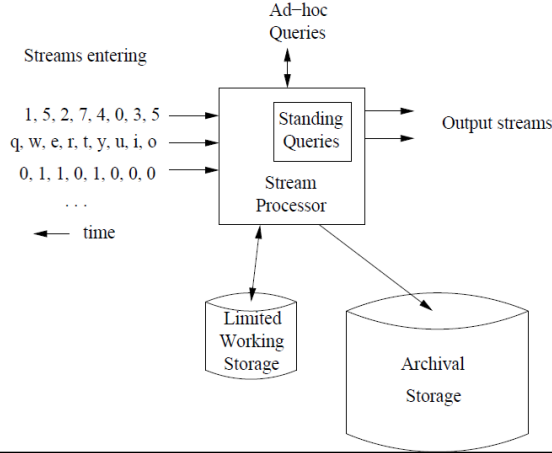 Ad-hoc
Queries
Streams entering
1, 5, 2, 7, 4, 0, 3, 5
q, w, e, r, t, y, u, i, o
0, 1, 1, 0, 1, 0, 0, 0
. . .
time
Standing
Queries
Stream
Processor
Output streams
Limited
Working
Storage
Archival
Storage